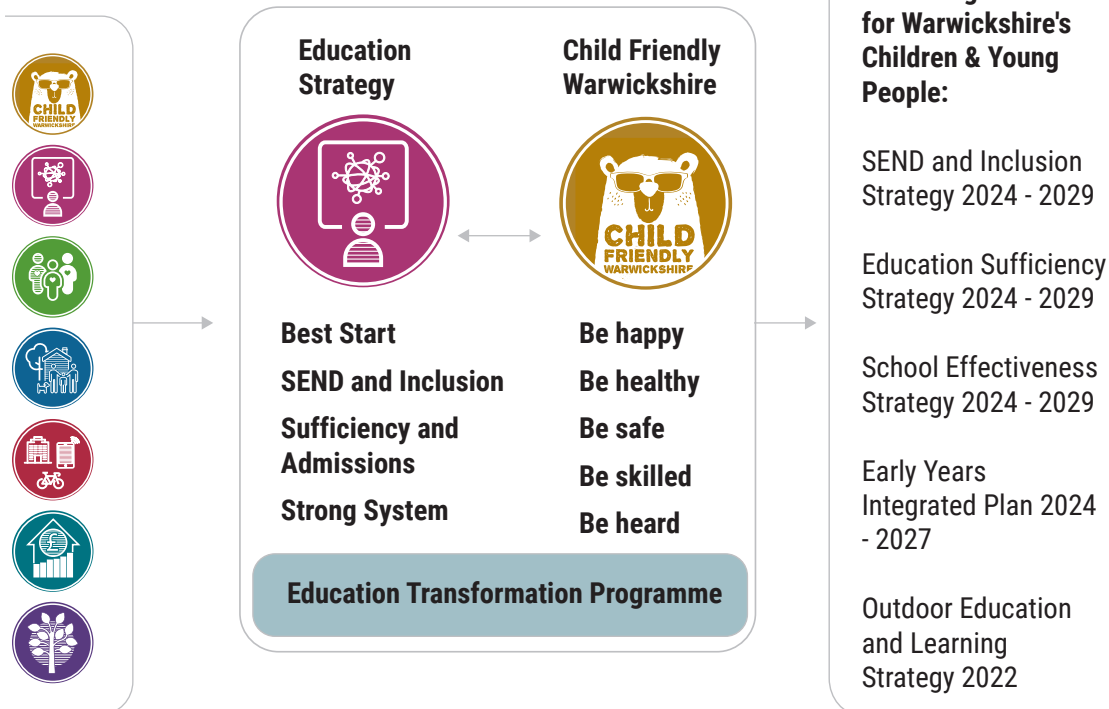 CHILD
FRIENDLY
WARWICKSHIRE
Education
Strategy
Child Friendly
Warwickshire
CHILD
FRIENDLY
WARWICKSHIRE
Best Start
SEND and Inclusion
Sufficiency and
Admissions
Strong System
Be happy
Be healthy
Be safe
Be skilled
Be heard
Education Transformation Programme
for Warwickshire's
Children & Young
People:
SEND and Inclusion
Strategy 2024 - 2029
Education Sufficiency
Strategy 2024 - 2029
School Effectiveness
Strategy 2024 - 2029
Early Years
Integrated Plan 2024
- 2027
Outdoor Education
and Learning
Strategy 2022